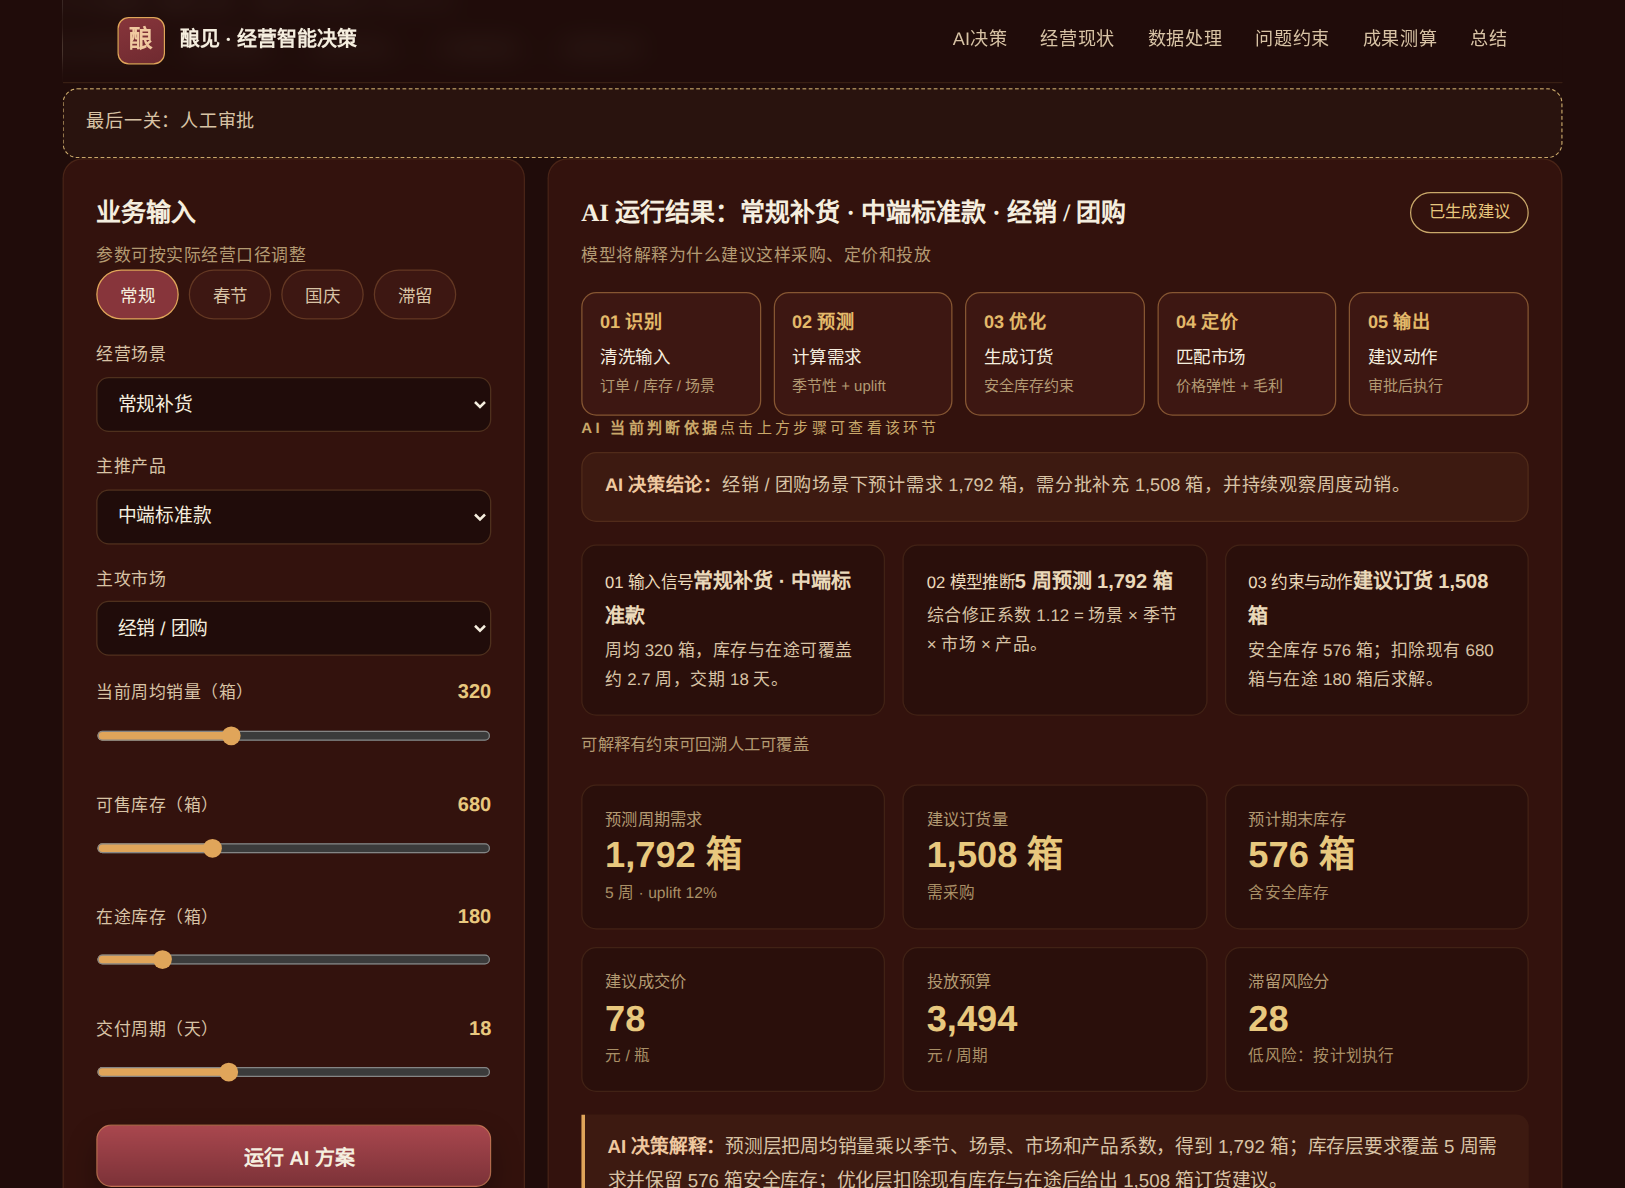 酿
酿见 · 经营智能决策
AI决策
经营现状
数据处理
问题约束
成果测算
总结
最后一关：人工审批
业务输入
参数可按实际经营口径调整
常规
春节
国庆
滞留
经营场景
常规补货
主推产品
中端标准款
主攻市场
经销 / 团购
当前周均销量（箱）
320
可售库存（箱）
680
在途库存（箱）
180
交付周期（天）
18
运行 AI 方案
AI 运行结果：常规补货 · 中端标准款 · 经销 / 团购
已生成建议
模型将解释为什么建议这样采购、定价和投放
01 识别
清洗输入
订单 / 库存 / 场景
02 预测
计算需求
季节性 + uplift
03 优化
生成订货
安全库存约束
04 定价
匹配市场
价格弹性 + 毛利
05 输出
建议动作
审批后执行
AI 当前判断依据点击上方步骤可查看该环节
AI 决策结论：经销 / 团购场景下预计需求 1,792 箱，需分批补充 1,508 箱，并持续观察周度动销。
01 输入信号常规补货 · 中端标
准款
周均 320 箱，库存与在途可覆盖
约 2.7 周，交期 18 天。
02 模型推断5 周预测 1,792 箱
综合修正系数 1.12 = 场景 × 季节
× 市场 × 产品。
03 约束与动作建议订货 1,508
箱
安全库存 576 箱；扣除现有 680
箱与在途 180 箱后求解。
可解释有约束可回溯人工可覆盖
预测周期需求
1,792 箱
5 周 · uplift 12%
建议订货量
1,508 箱
需采购
预计期末库存
576 箱
含安全库存
建议成交价
78
元 / 瓶
投放预算
3,494
元 / 周期
滞留风险分
28
低风险：按计划执行
AI 决策解释：预测层把周均销量乘以季节、场景、市场和产品系数，得到 1,792 箱；库存层要求覆盖 5 周需
求并保留 576 箱安全库存；优化层扣除现有库存与在途后给出 1,508 箱订货建议。